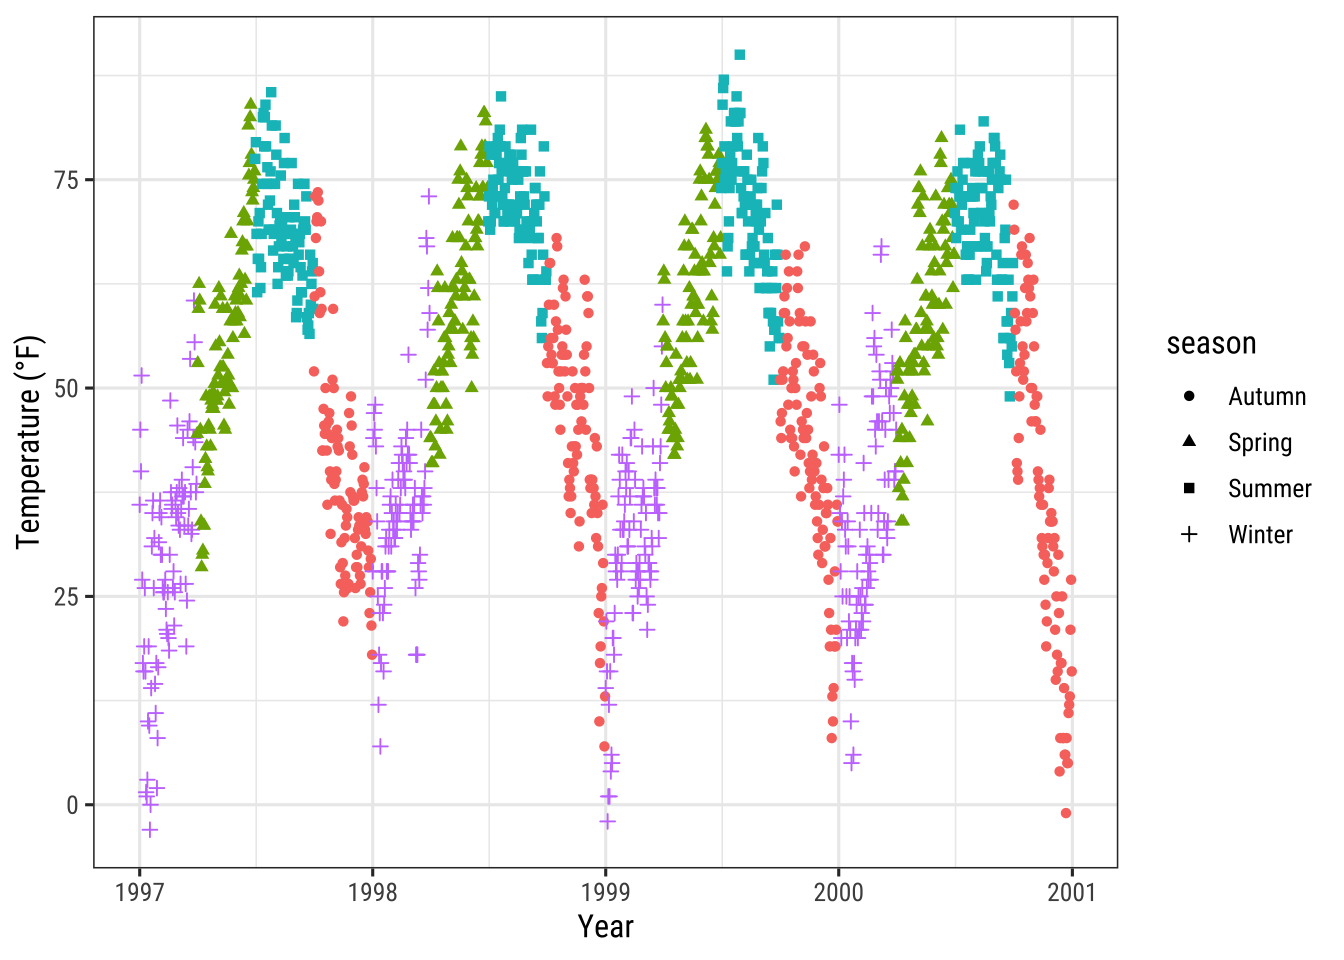 Temperature (°F)
75
50
25
0
1997 1998 1999 2000 2001
Year
season
Autumn
Spring
Summer
Winter